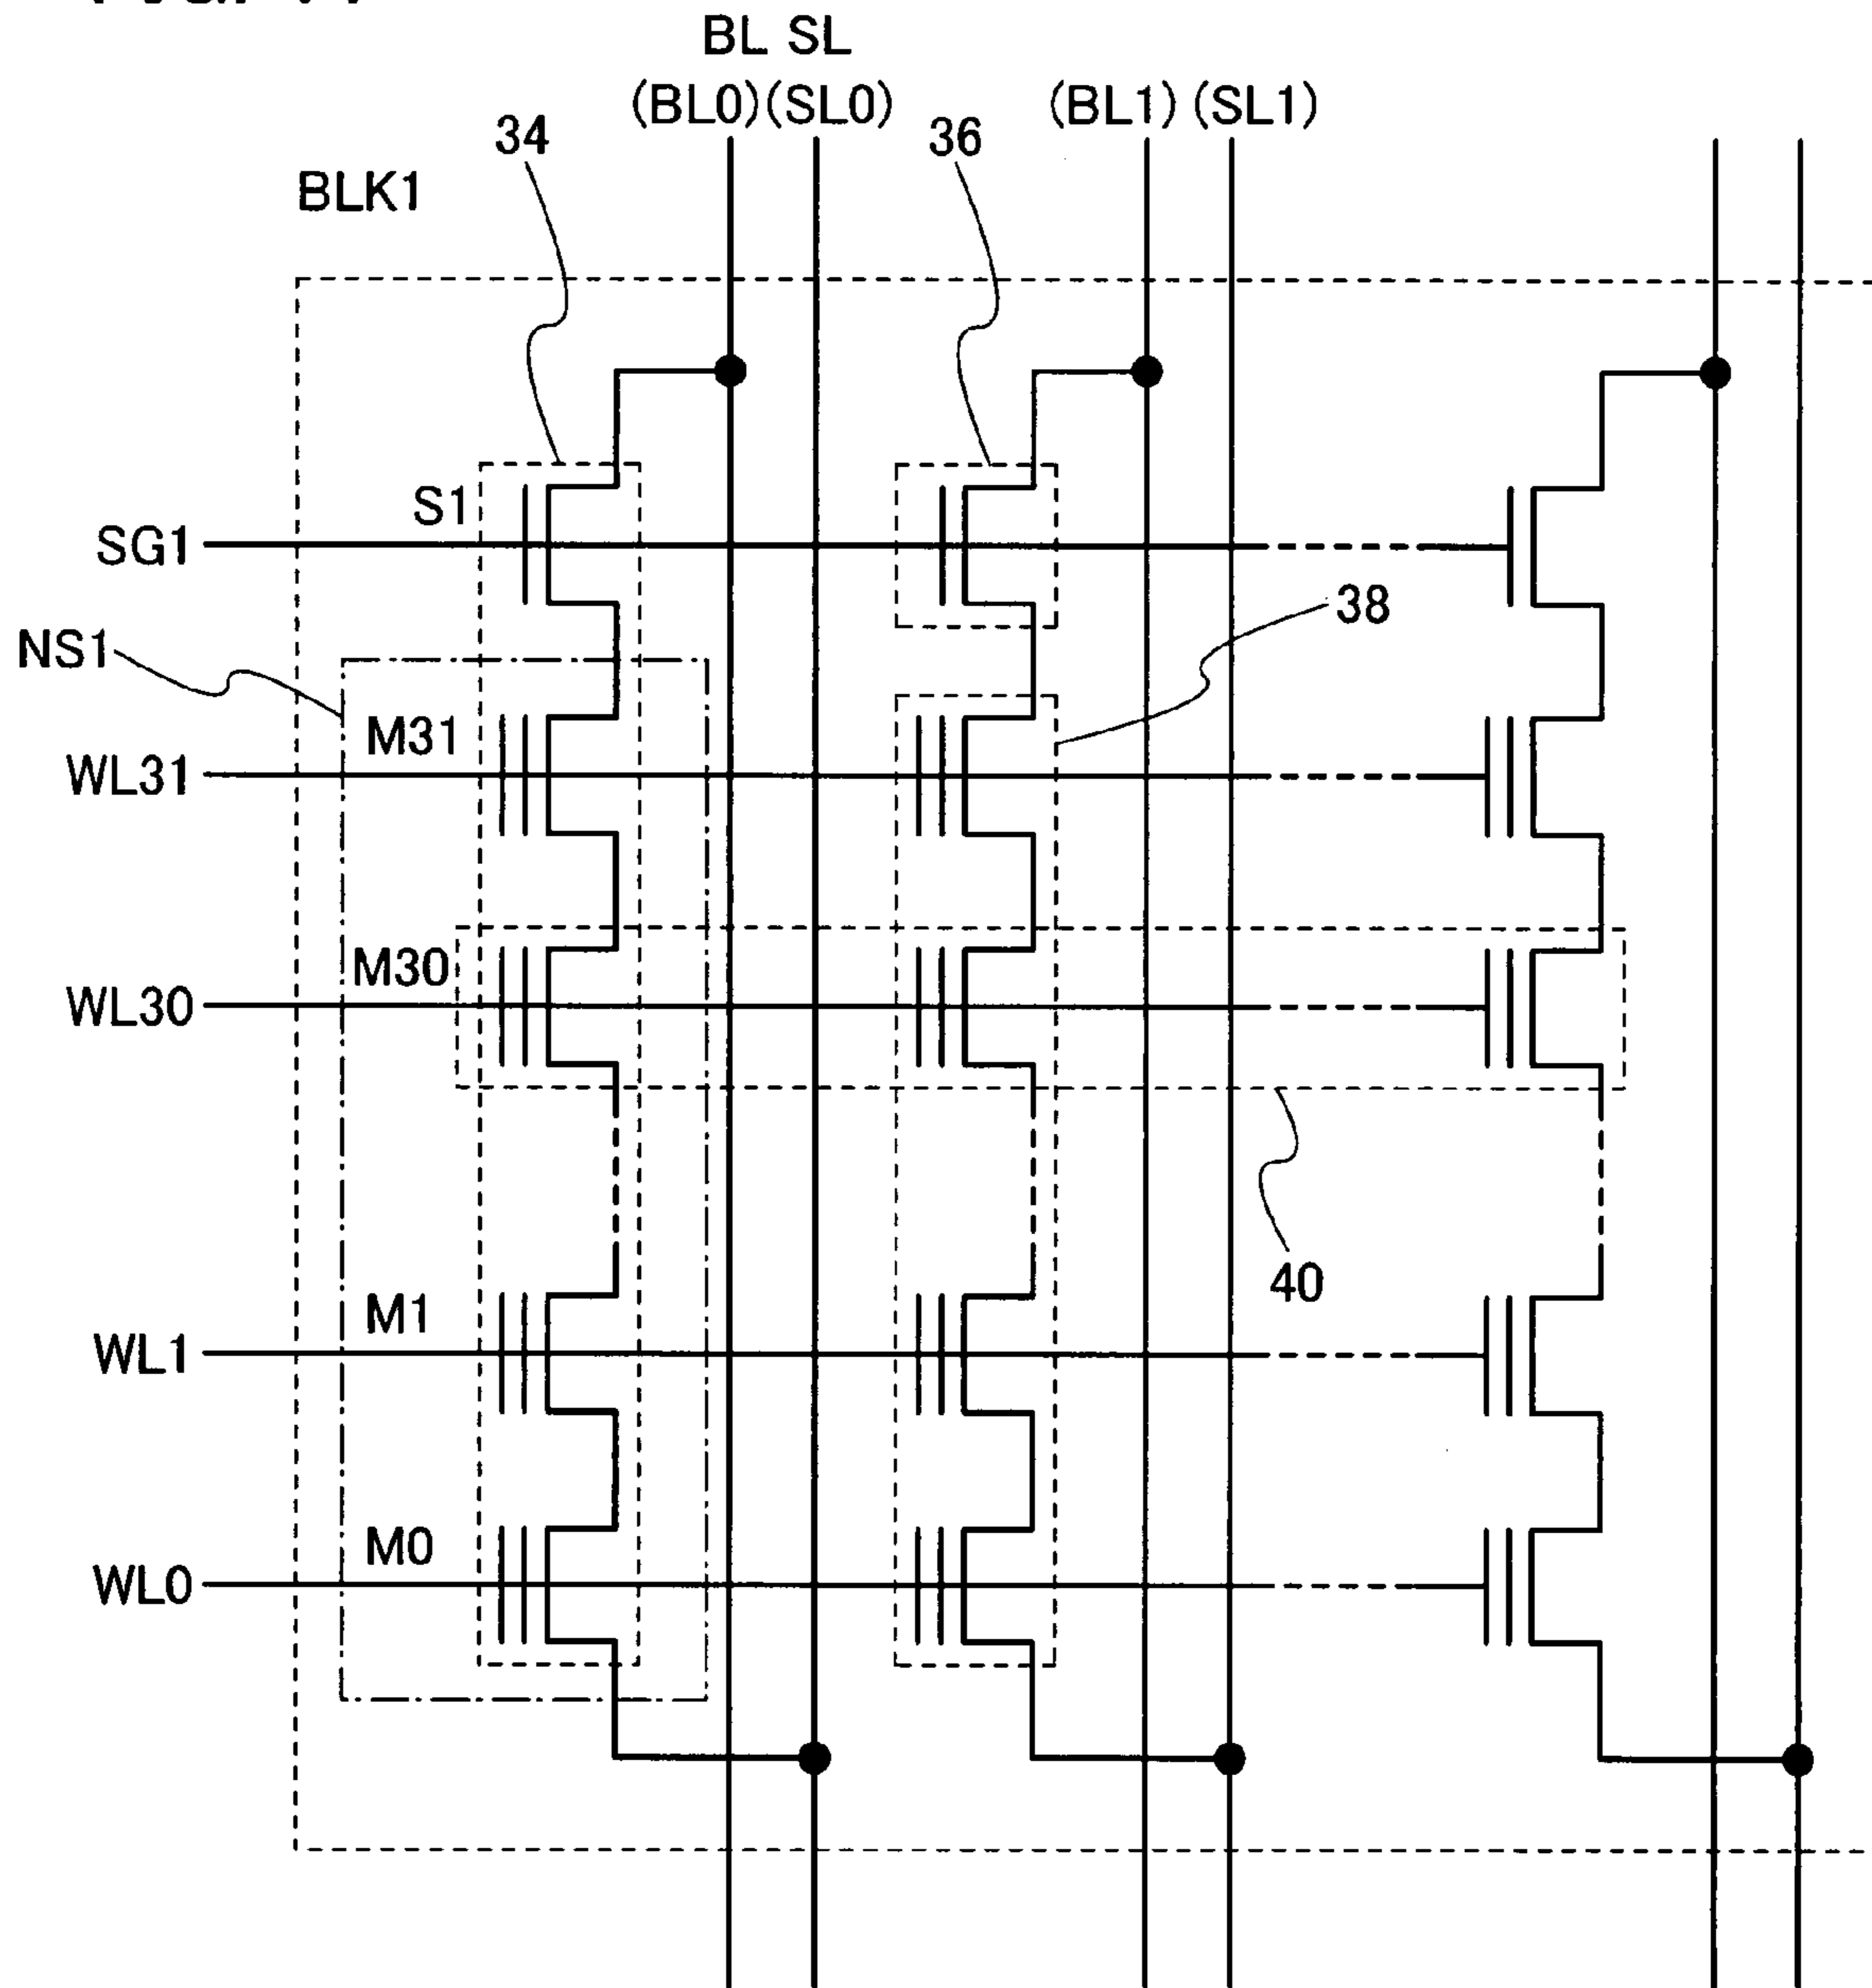 BL SL
(BL0)(SL0) (BL1) (SL1)
34 36
BLK1
S1
SG1
38
NS1
M31
WL31
M30
WL30
40
M1
WL1
M0
WL0